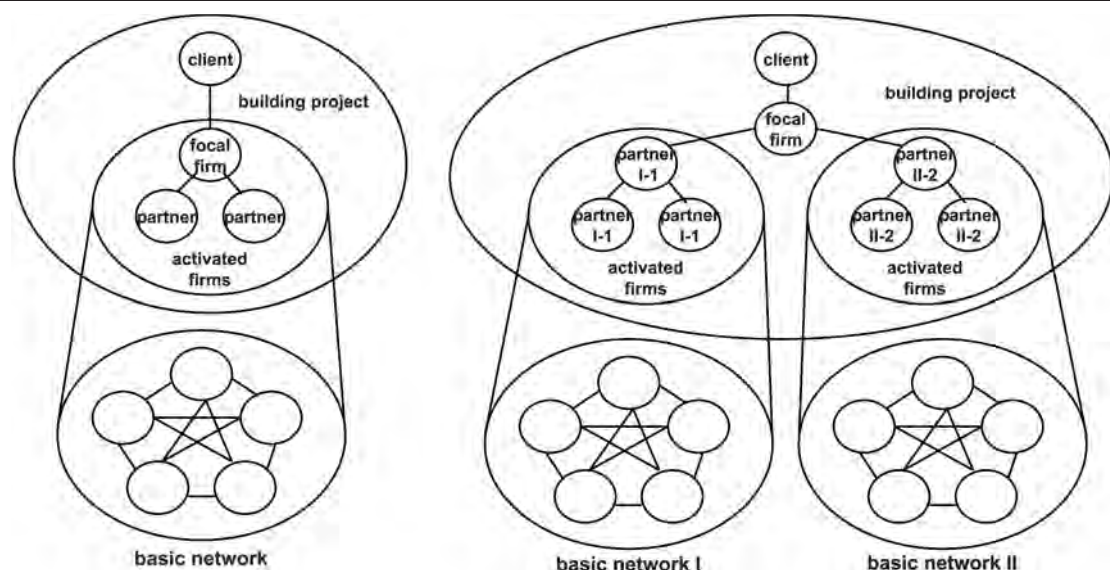 client
building project
focal
firm
partner
partner
activated
firms
basic network
client
building project
focal
firm
partner
I-1
partner
II-2
partner
I-1
partner
I-1
partner
II-2
partner
II-2
activated
firms
activated
firms
basic network I
basic network II